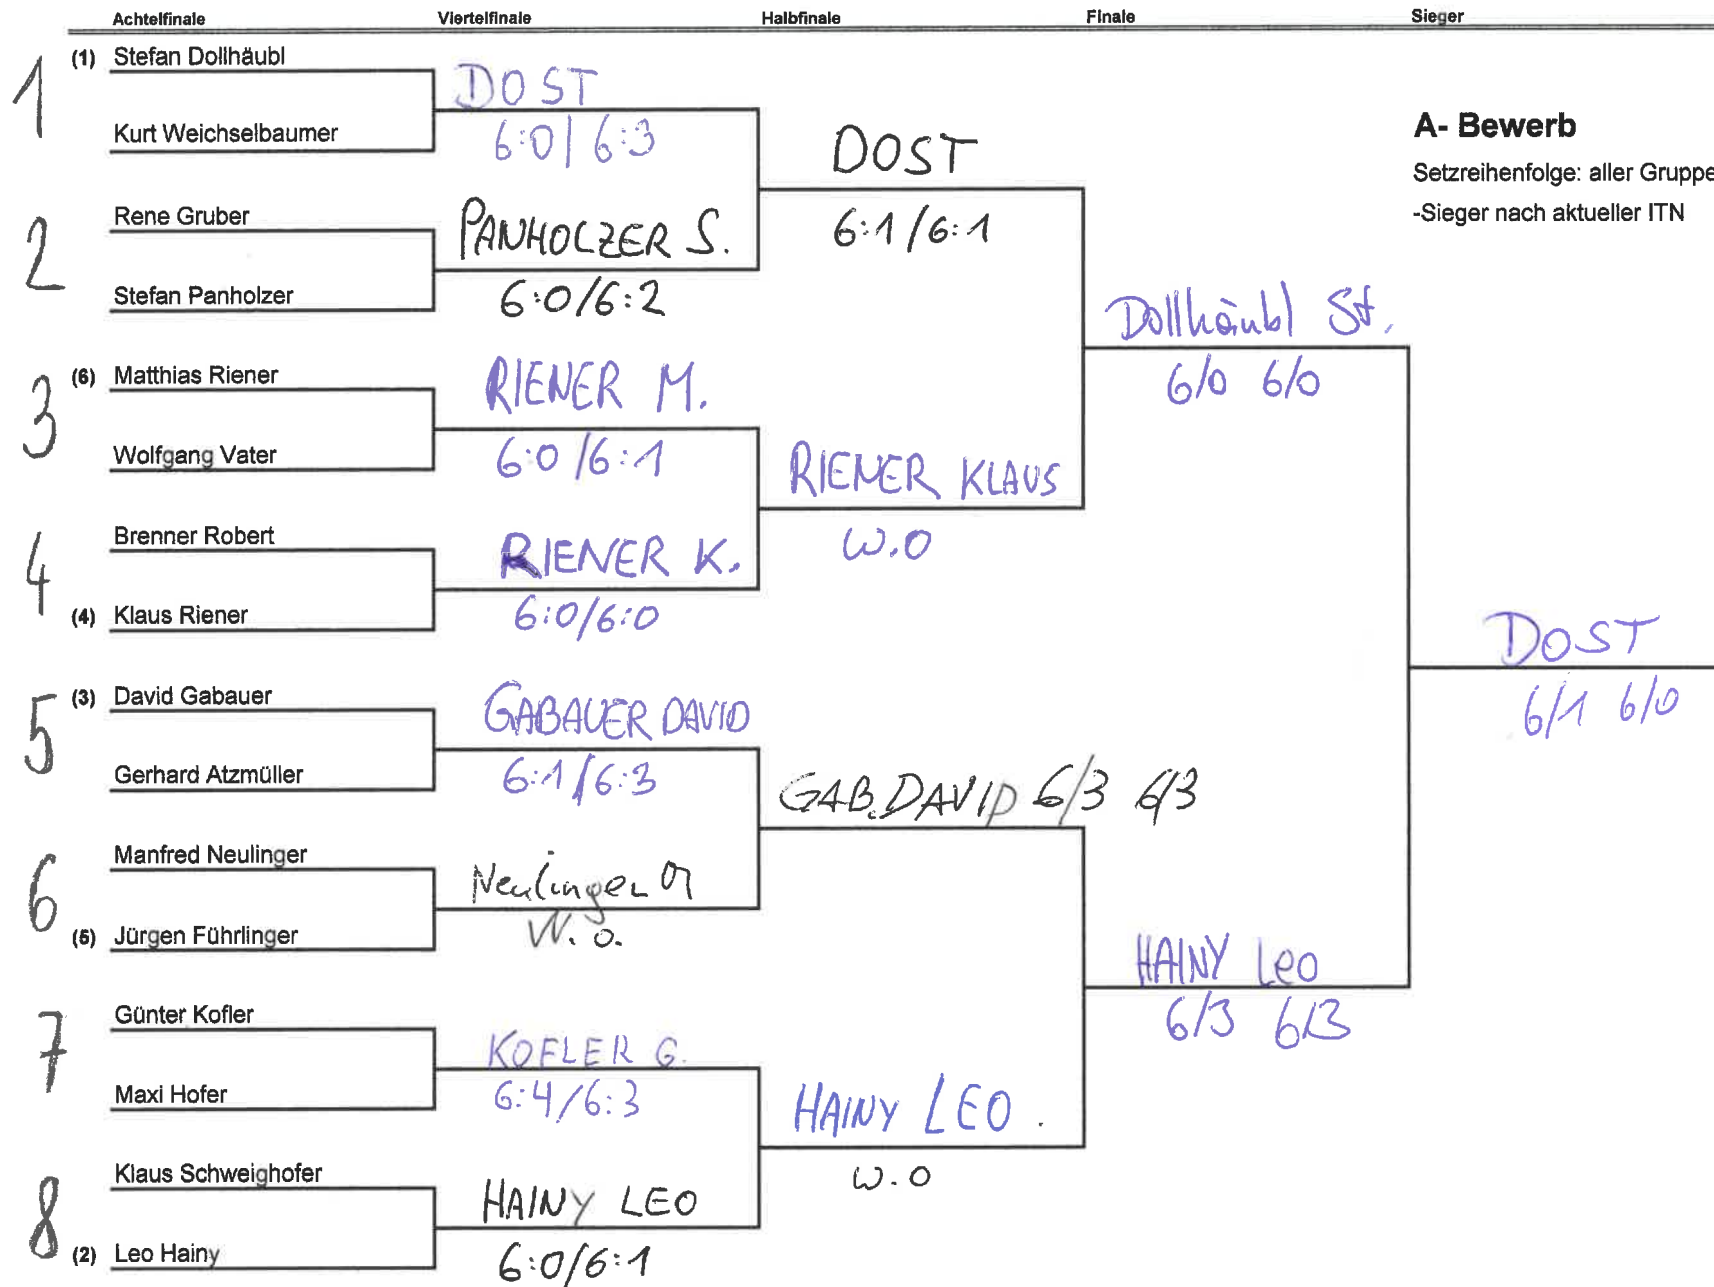 Achtelfinale Viertelfinale Halbfinale Finale Sieger
1
(1) Stefan Dollhäubl
Kurt Weichselbaumer
DOST
6:0/6:3
2
Rene Gruber
Stefan Panholzer
PANHOLZER S.
6:0/6:2
DOST
6:1/6:1
3
(6) Matthias Riener
Wolfgang Vater
RIENER M.
6:0/6:1
4
Brenner Robert
(4) Klaus Riener
RIENER K.
6:0/6:0
RIENER KLAUS
W.O
Dollhäubl St.
6/0 6/0
5
(3) David Gabauer
Gerhard Atzmüller
GABAUER DAVID
6:1/6:3
6
Manfred Neulinger
(5) Jürgen Führlinger
Neulinger M
W.o.
GAB.DAVID 6/3 6/3
7
Günter Kofler
Maxi Hofer
KOFLER G.
6:4/6:3
8
Klaus Schweighofer
(2) Leo Hainy
HAINY LEO
6:0/6:1
HAINY LEO.
W.O
HAINY Leo
6/3 6/3
DOST
6/1 6/0
A- Bewerb
Setzreihenfolge: aller Gruppe
-Sieger nach aktueller ITN